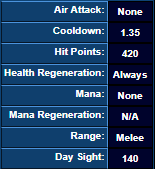 Air Attack: None
Cooldown: 1.35
Hit Points: 420
Health Regeneration: Always
Mana: None
Mana Regeneration: N/A
Range: Melee
Day Sight: 140